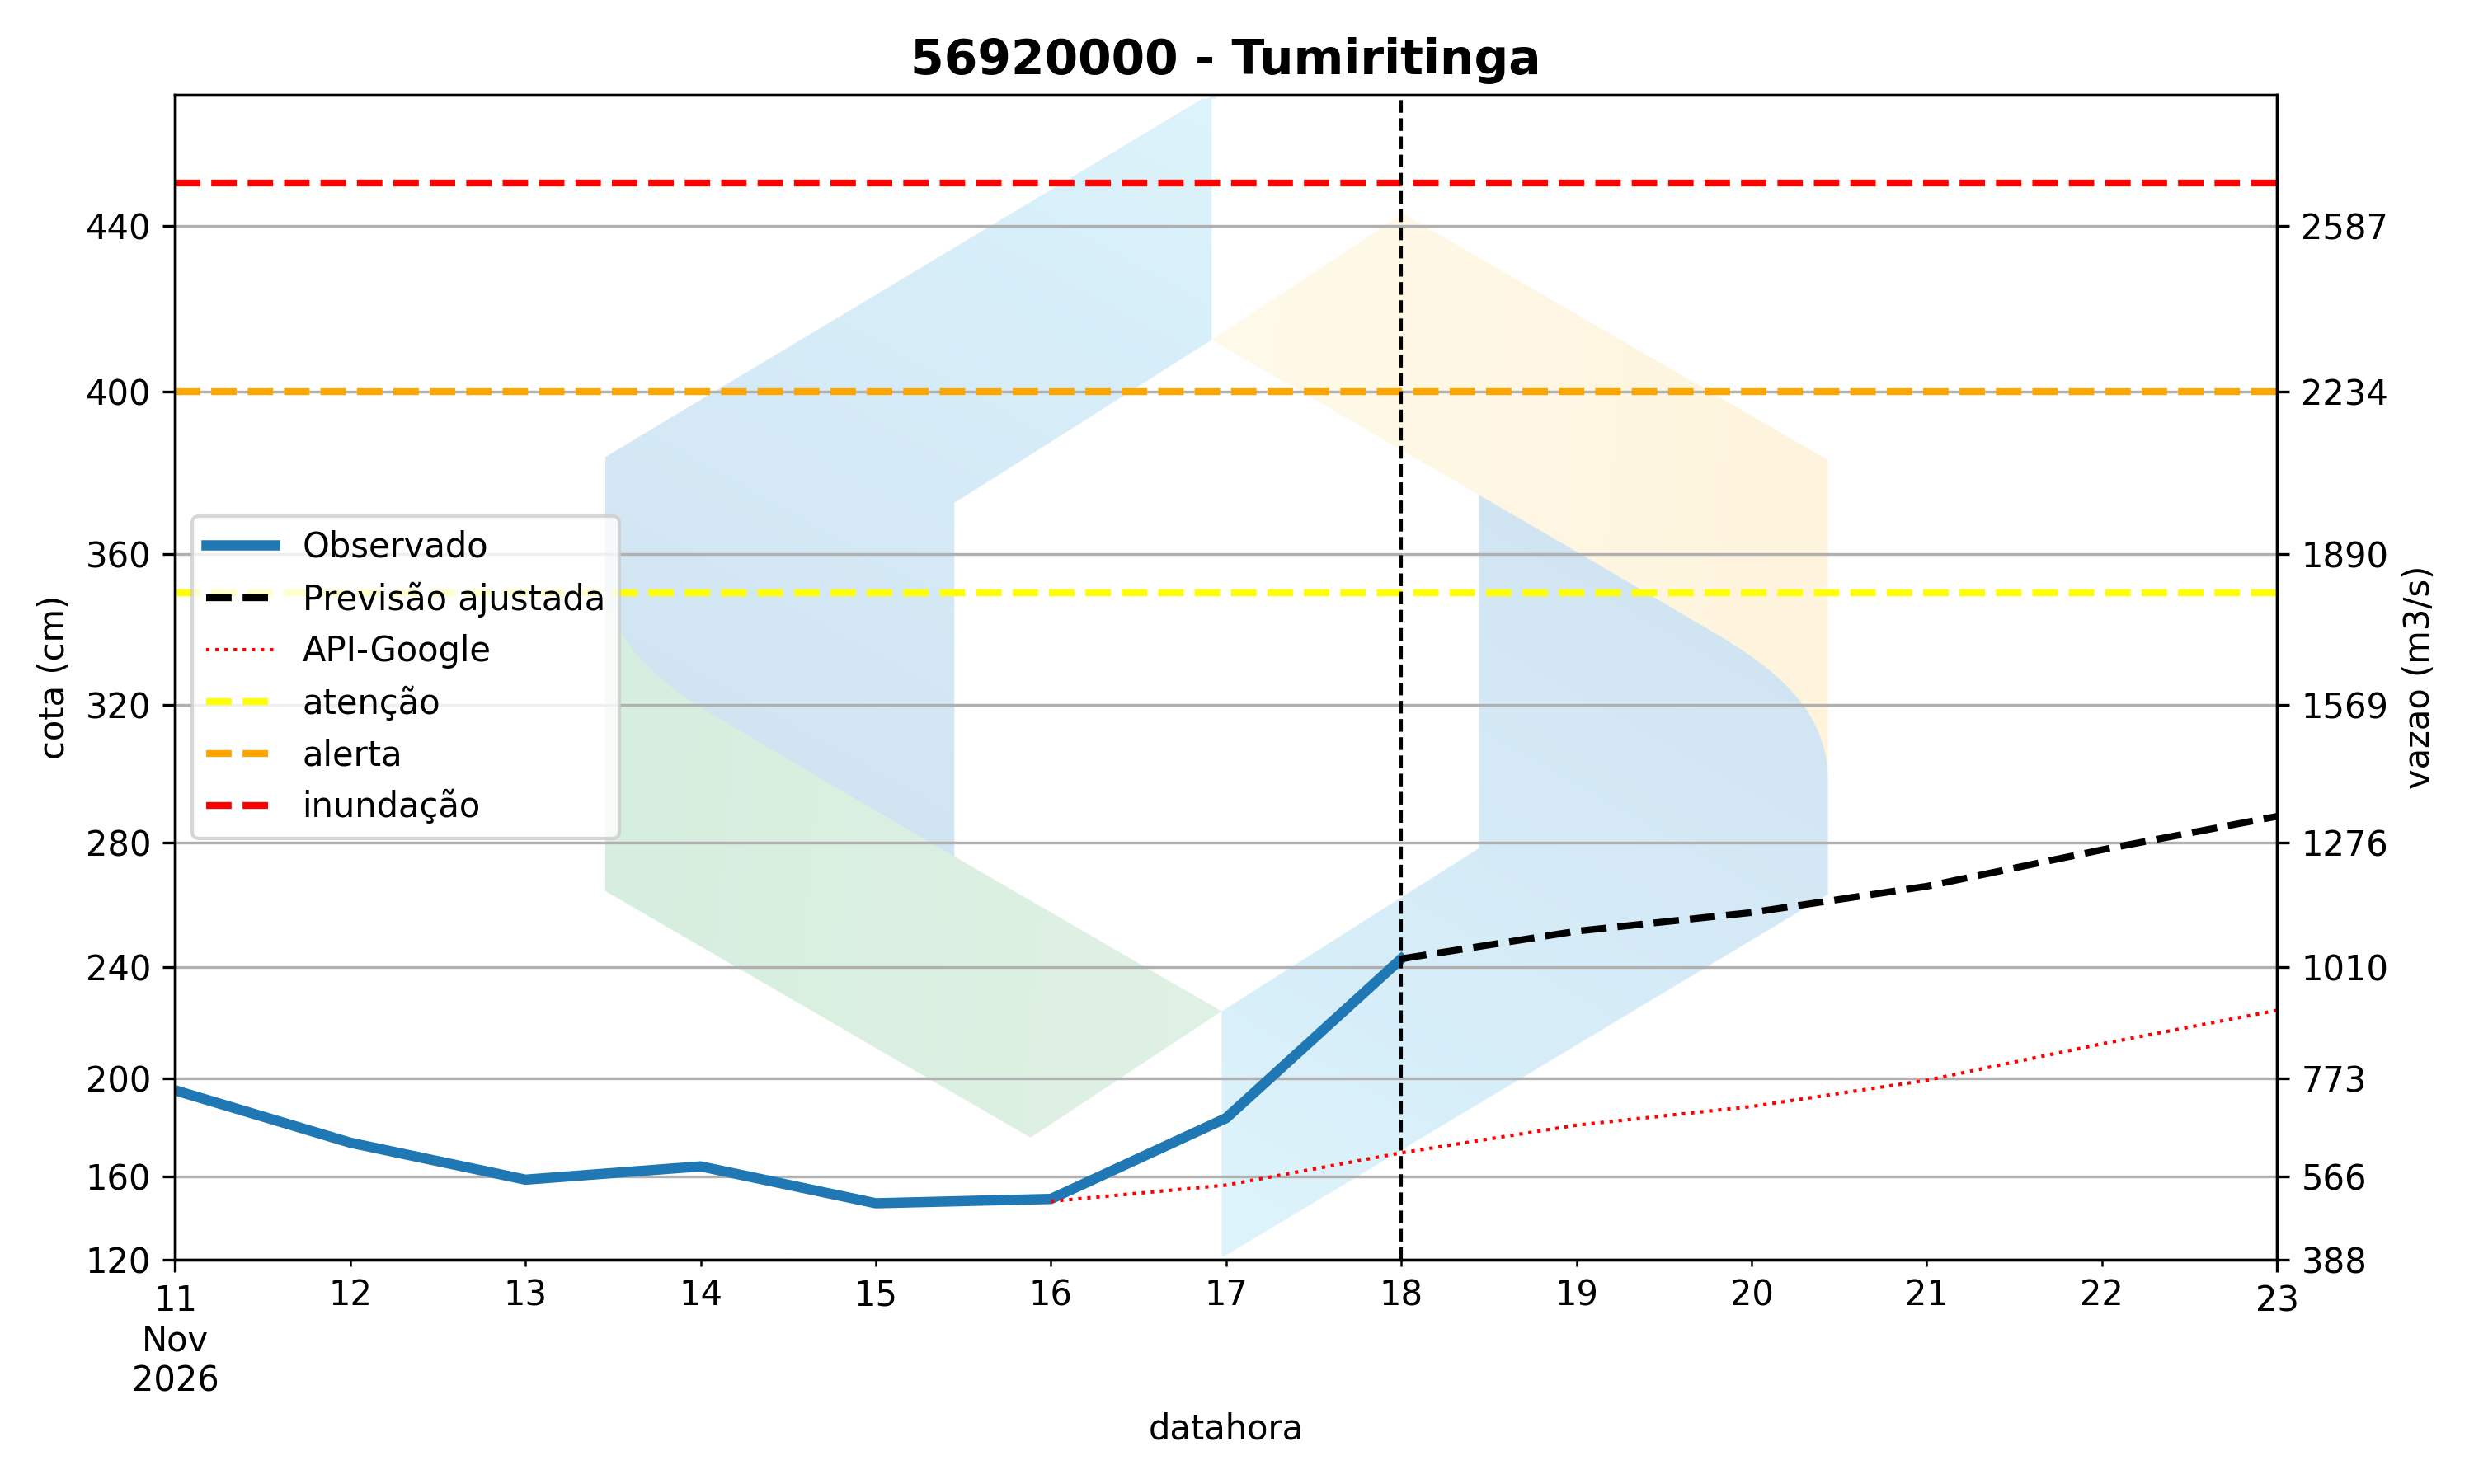 56920000 - Tumiritinga
cota (cm)
440
400
360
320
280
240
200
160
120
2587
2234
1890
1569
1276
1010
773
566
388
vazao (m3/s)
Observado
Previsão ajustada
API-Google
atenção
alerta
inundação
11 12 13 14 15 16 17 18 19 20 21 22 23
Nov
2026
datahora